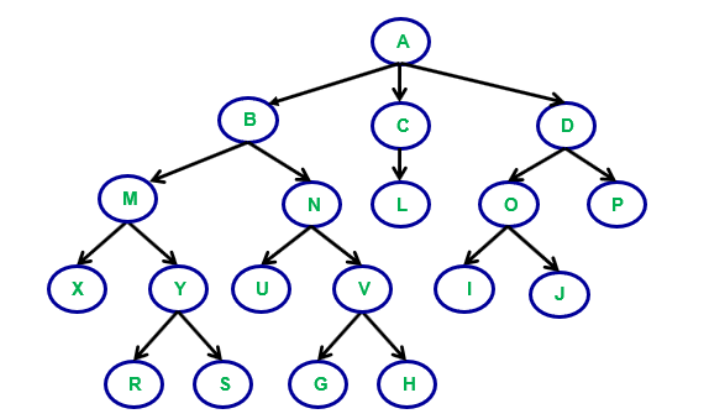 A
B C D
M N L O P
X Y U V I J
R S G H